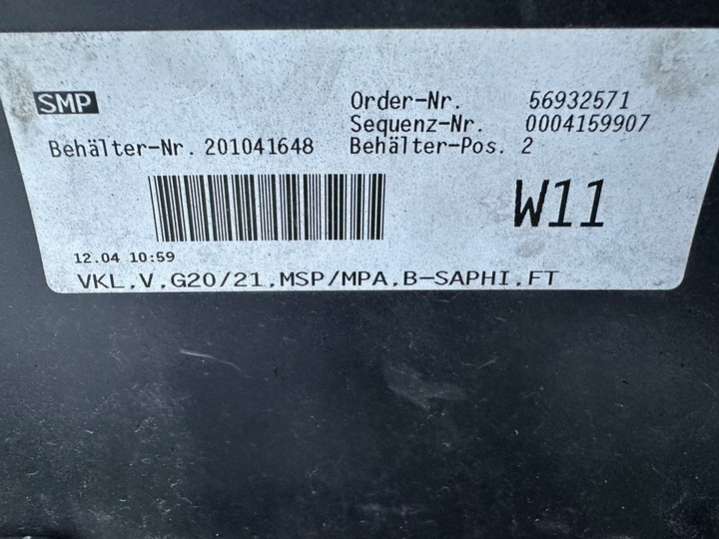 SMP
Order-Nr. 56932571
Sequenz-Nr. 0004159907
Behälter-Nr. 201041648 Behälter-Pos. 2
W11
12.04 10:59
VKL,V,G20/21,MSP/MPA,B-SAPHI,FT